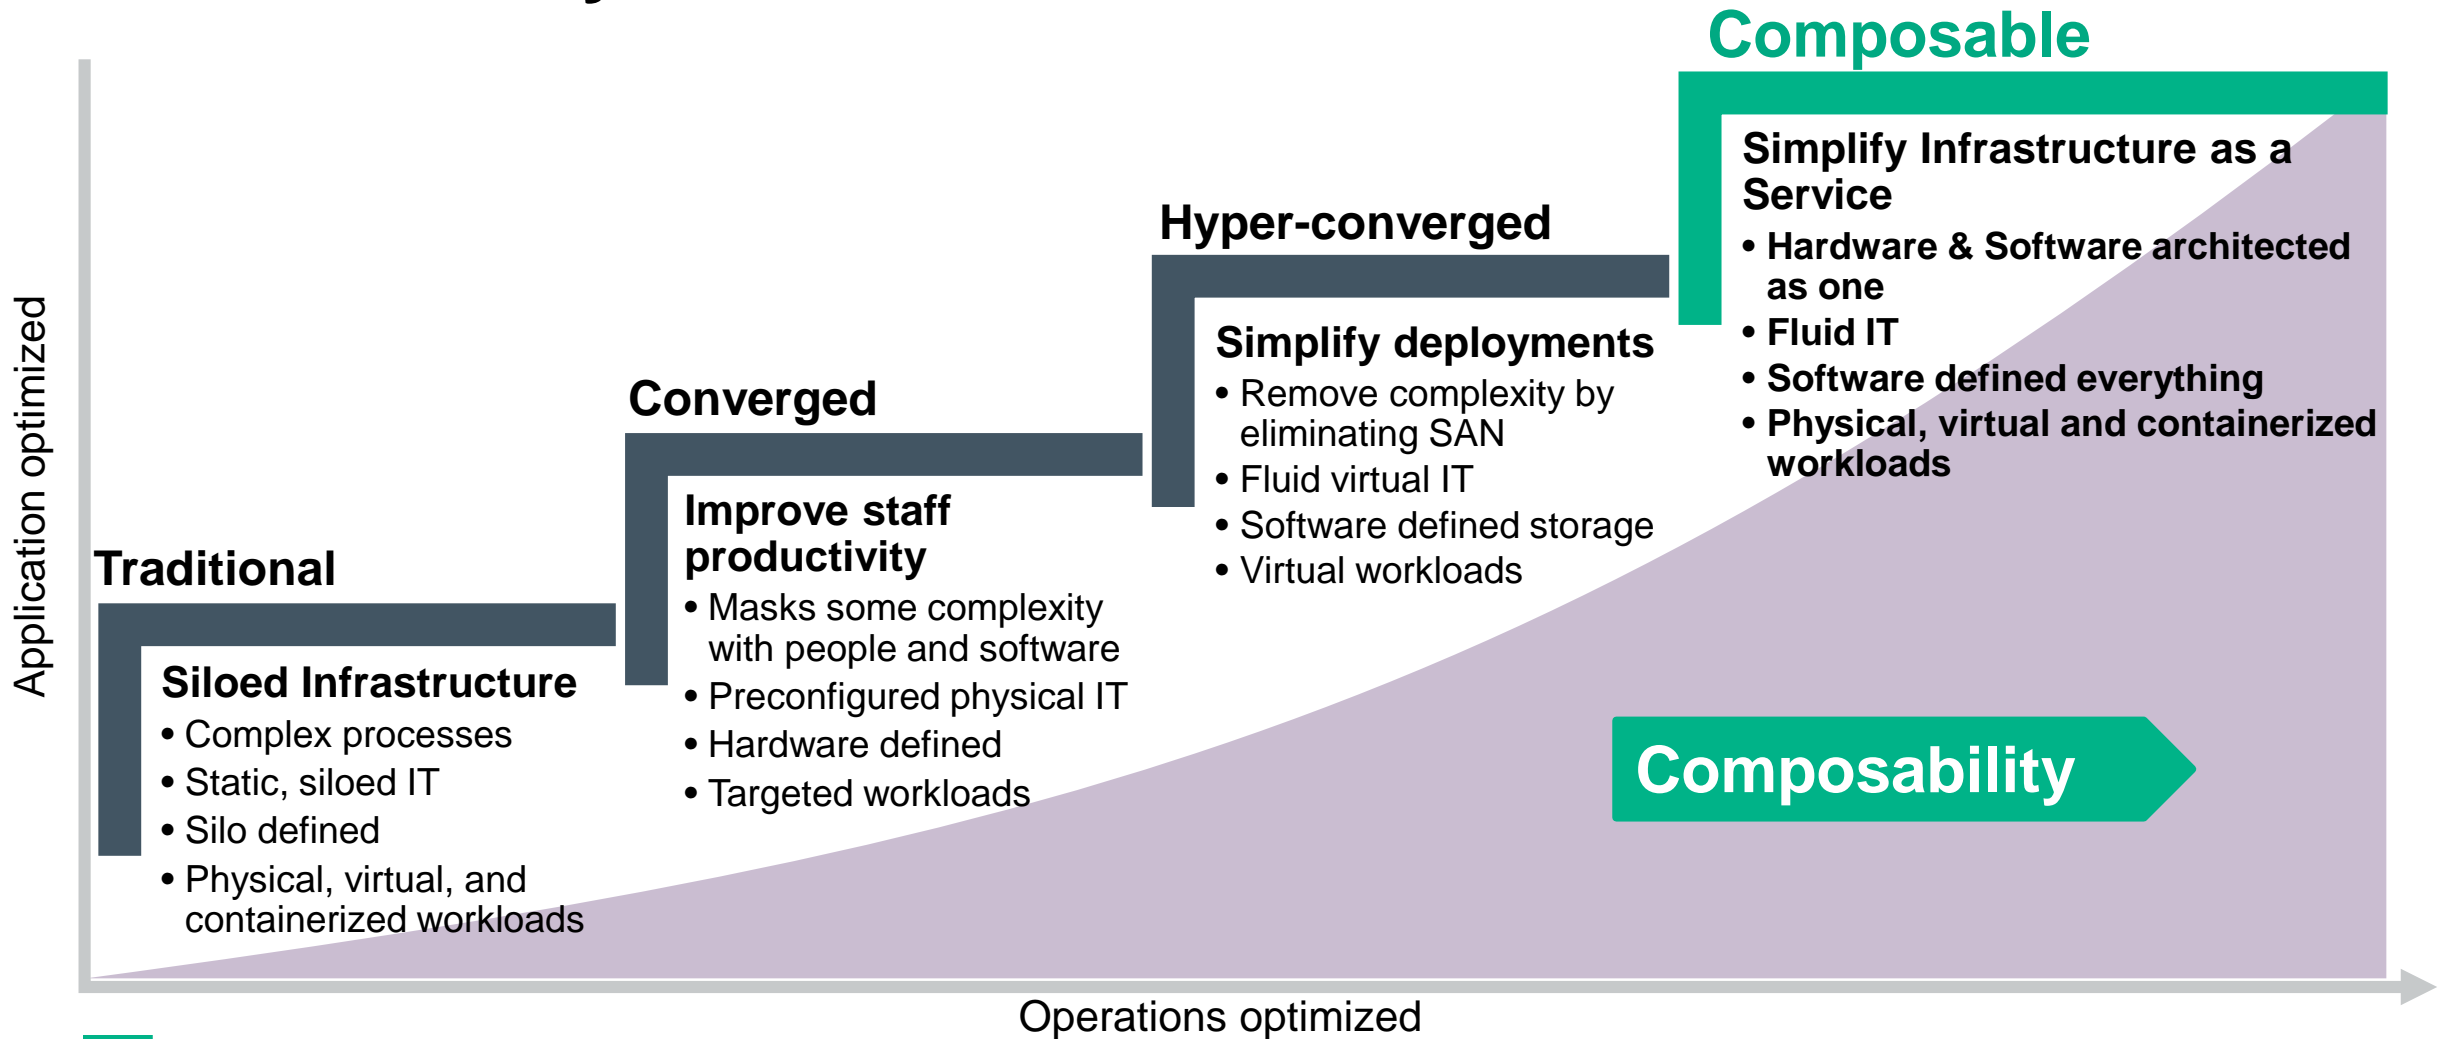 Composable
Simplify Infrastructure as a
Service
• Hardware & Software architected
as one
• Fluid IT
• Software defined everything
• Physical, virtual and containerized
workloads
Hyper-converged
Simplify deployments
• Remove complexity by
eliminating SAN
• Fluid virtual IT
• Software defined storage
• Virtual workloads
Converged
Improve staff
productivity
• Masks some complexity
with people and software
• Preconfigured physical IT
• Hardware defined
• Targeted workloads
Traditional
Siloed Infrastructure
• Complex processes
• Static, siloed IT
• Silo defined
• Physical, virtual, and
containerized workloads
Composability
Application optimized
Operations optimized